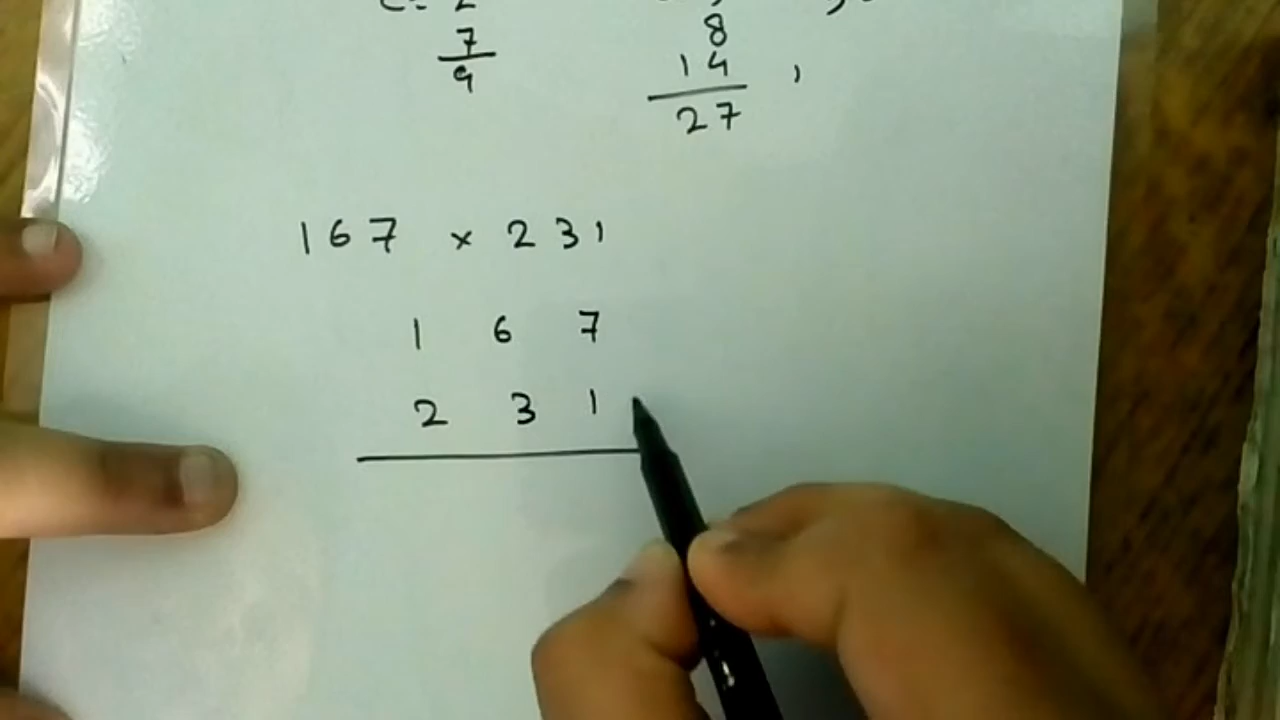 7 8
9 14 ,
27
167 × 231
1 6 7
2 3 1